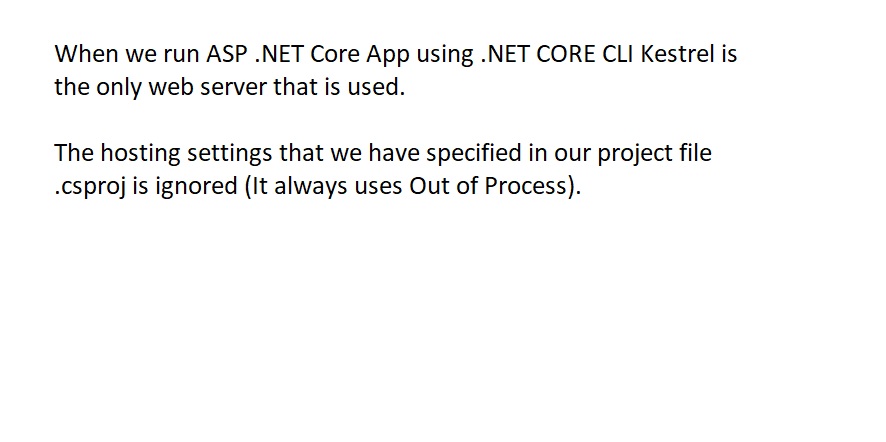 When we run ASP .NET Core App using .NET CORE CLI Kestrel is
the only web server that is used.
The hosting settings that we have specified in our project file
.csproj is ignored (It always uses Out of Process).